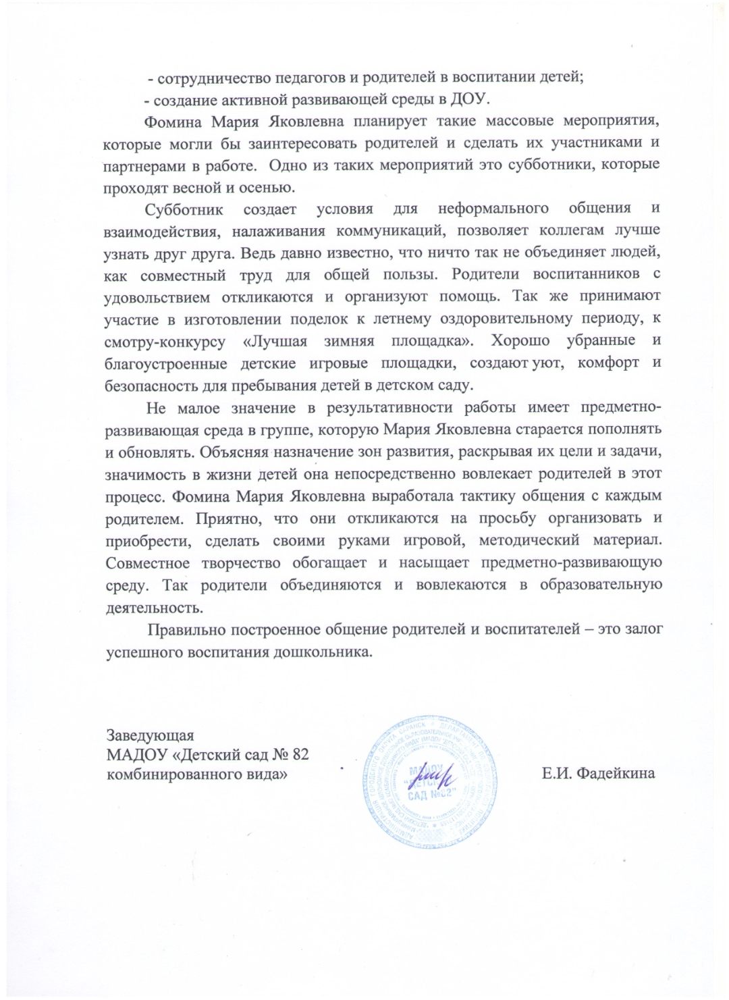 - сотрудничество педагогов и родителей в воспитании детей;
- создание активной развивающей среды в ДОУ.
Фомина Мария Яковлевна планирует такие массовые мероприятия,
которые могли бы заинтересовать родителей и сделать их участниками и
партнерами в работе. Одно из таких мероприятий это субботники, которые
проходят весной и осенью.
Субботник создает условия для неформального общения и
взаимодействия, налаживания коммуникаций, позволяет коллегам лучше
узнать друг друга. Ведь давно известно, что ничто так не объединяет людей,
как совместный труд для общей пользы. Родители воспитанников с
удовольствием откликаются и организуют помощь. Так же принимают
участие в изготовлении поделок к летнему оздоровительному периоду, к
смотру-конкурсу «Лучшая зимняя площадка». Хорошо убранные и
благоустроенные детские игровые площадки, создают уют, комфорт и
безопасность для пребывания детей в детском саду.
Не малое значение в результативности работы имеет предметно-
развивающая среда в группе, которую Мария Яковлевна старается пополнять
и обновлять. Объясняя назначение зон развития, раскрывая их цели и задачи,
значимость в жизни детей она непосредственно вовлекает родителей в этот
процесс. Фомина Мария Яковлевна выработала тактику общения с каждым
родителем. Приятно, что они откликаются на просьбу организовать и
приобрести, сделать своими руками игровой, методический материал.
Совместное творчество обогащает и насыщает предметно-развивающую
среду. Так родители объединяются и вовлекаются в образовательную
деятельность.
Правильно построенное общение родителей и воспитателей – это залог
успешного воспитания дошкольника.
Заведующая
МАДОУ «Детский сад № 82
комбинированного вида»
Е.И. Фадейкина
МАДОУ
САД №82"